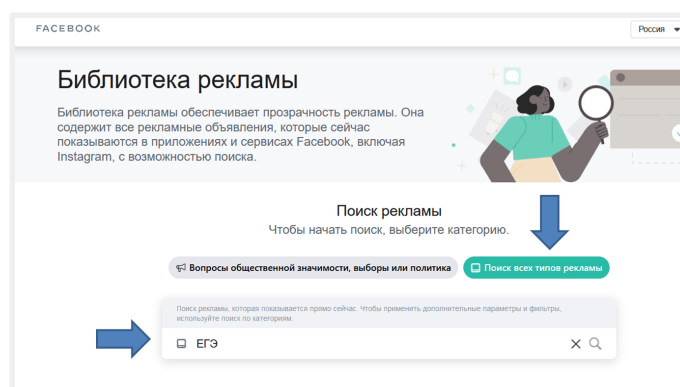 FACEBOOK
Россия
Библиотека рекламы
Библиотека рекламы обеспечивает прозрачность рекламы. Она
содержит все рекламные объявления, которые сейчас
показываются в приложениях и сервисах Facebook, включая
Instagram, с возможностью поиска.
Поиск рекламы
Чтобы начать поиск, выберите категорию.
Вопросы общественной значимости, выборы или политика
Поиск всех типов рекламы
Поиск рекламы, которая показывается прямо сейчас. Чтобы применить дополнительные параметры и фильтры,
используйте поиск по категориям.
ЕГЭ